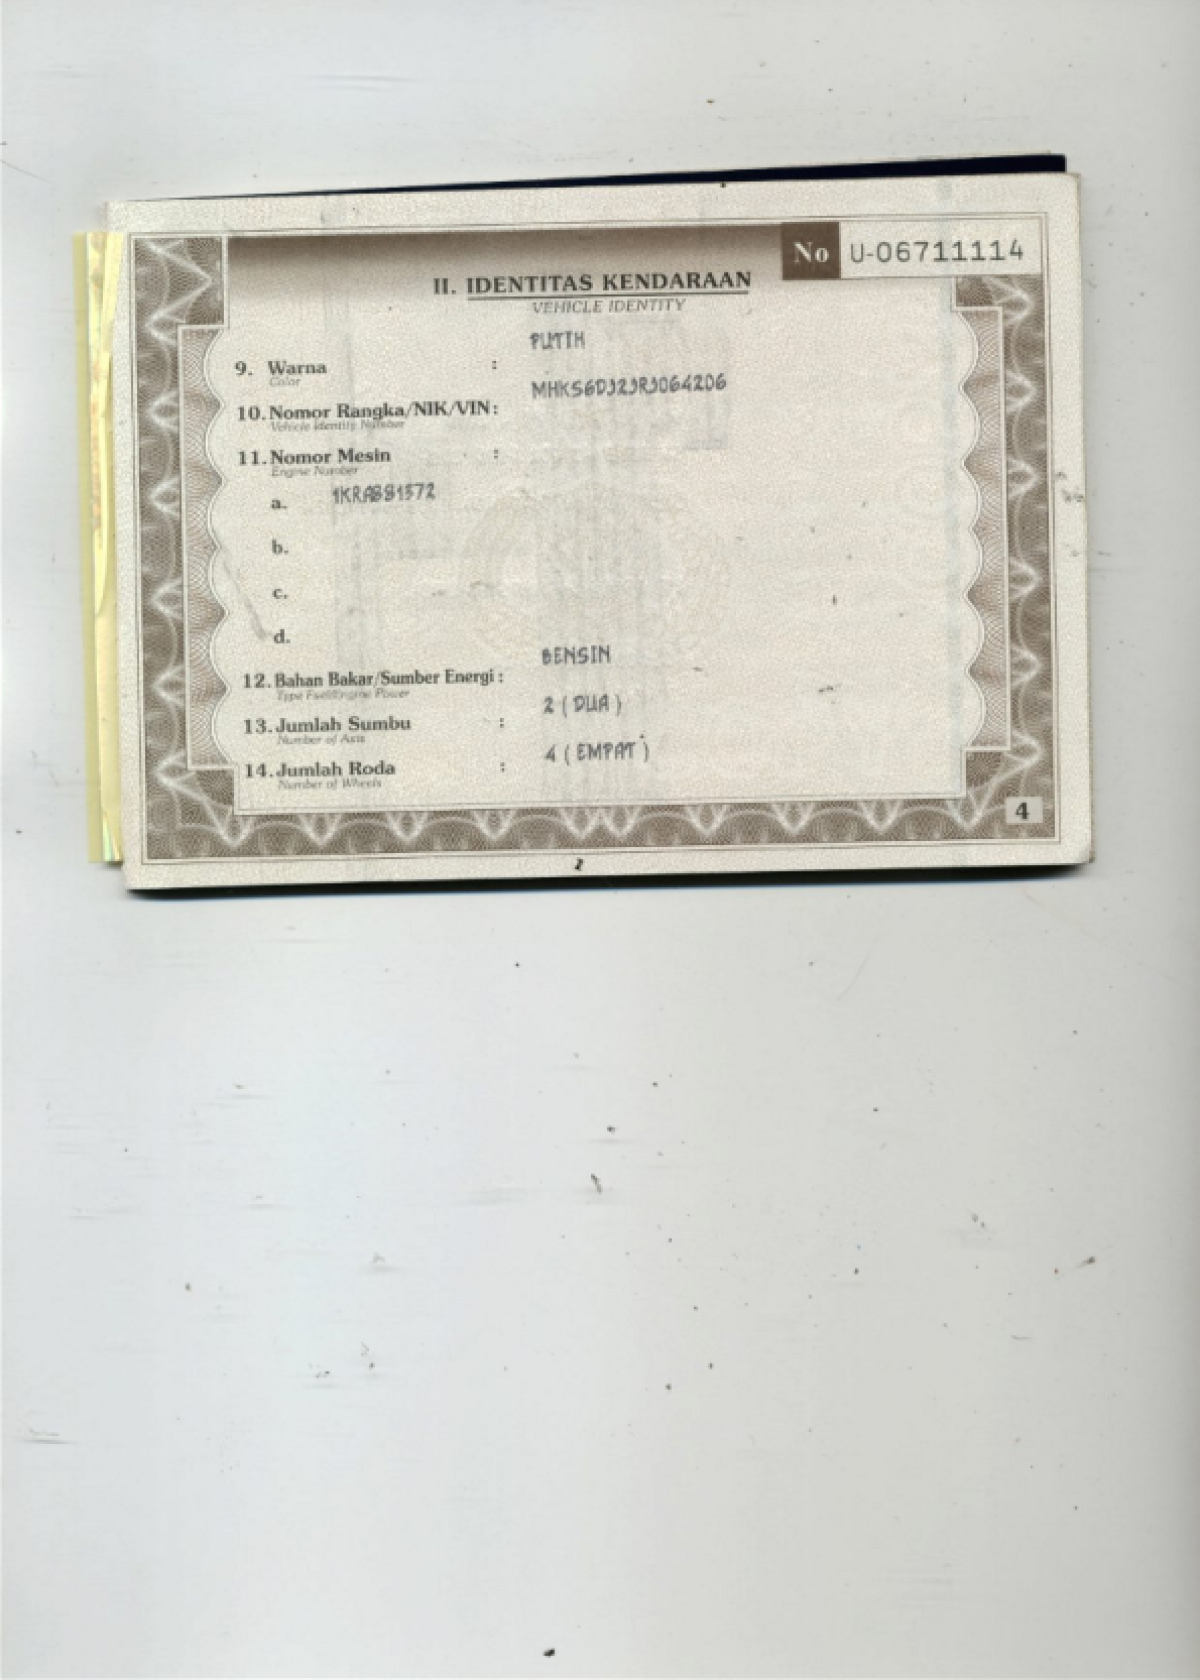 No U-06711114
II. IDENTITAS KENDARAAN
VEHICLE IDENTITY
PUTIH
9. Warna :
Color
MHKS6DJ2JRJ064206
10. Nomor Rangka/NIK/VIN:
Vehicle Identity Number
11. Nomor Mesin :
Engine Number
a. 1KRA881572
b.
c.
d.
BENSIN
12. Bahan Bakar/Sumber Energi :
Type Fuel/Engine Power
2 ( DUA )
13. Jumlah Sumbu :
Number of Axis
4 ( EMPAT )
14. Jumlah Roda :
Number of Wheels
4